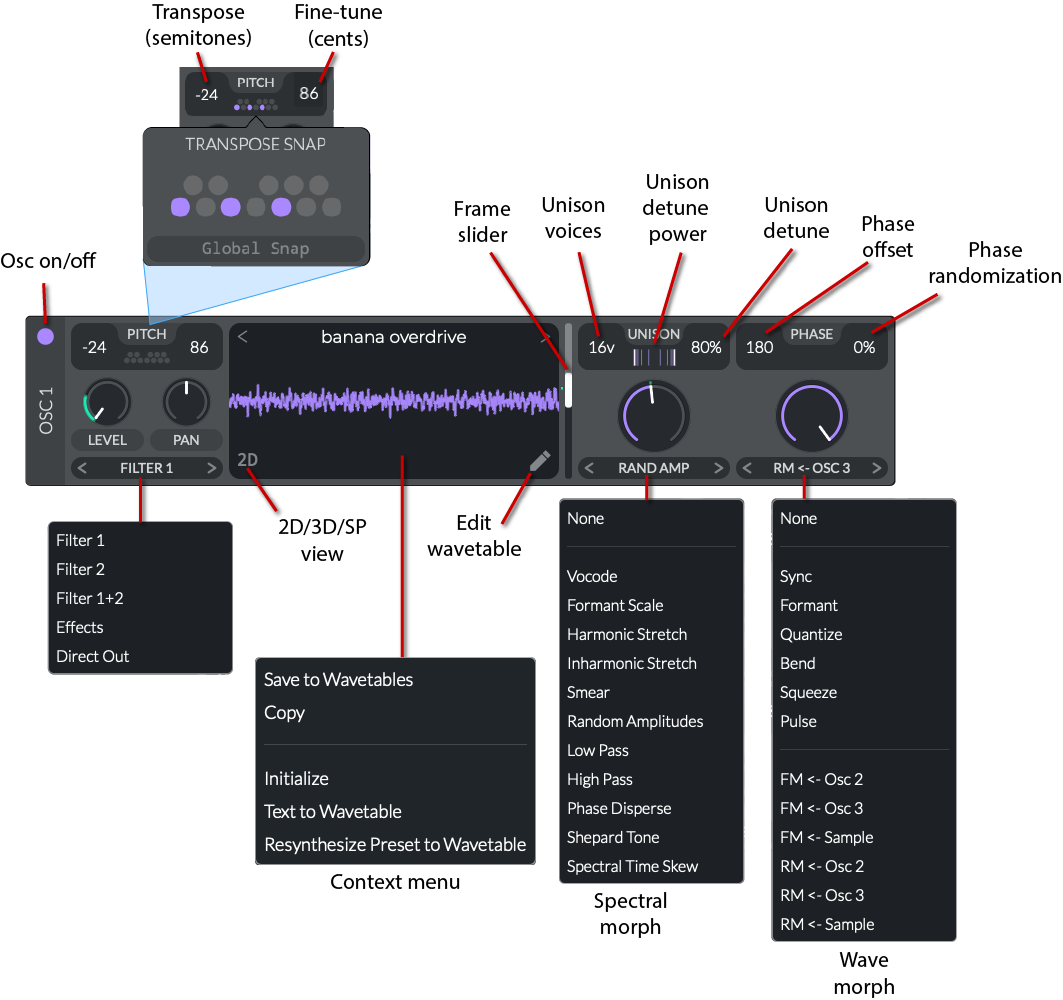 Transpose
(semitones)
Fine-tune
(cents)
PITCH
-24
86
TRANSPOSE SNAP
Global Snap
Osc on/off
Frame
slider
Unison
voices
Unison
detune
power
Unison
detune
Phase
offset
Phase
randomization
OSC 1
PITCH
-24
86
LEVEL
PAN
< FILTER 1 >
< banana overdrive >
2D
UNISON
16v
80%
< RAND AMP >
PHASE
180
0%
< RM <- OSC 3 >
Filter 1
Filter 2
Filter 1+2
Effects
Direct Out
2D/3D/SP
view
Edit
wavetable
Save to Wavetables
Copy
Initialize
Text to Wavetable
Resynthesize Preset to Wavetable
Context menu
None
Vocode
Formant Scale
Harmonic Stretch
Inharmonic Stretch
Smear
Random Amplitudes
Low Pass
High Pass
Phase Disperse
Shepard Tone
Spectral Time Skew
Spectral
morph
None
Sync
Formant
Quantize
Bend
Squeeze
Pulse
FM <- Osc 2
FM <- Osc 3
FM <- Sample
RM <- Osc 2
RM <- Osc 3
RM <- Sample
Wave
morph